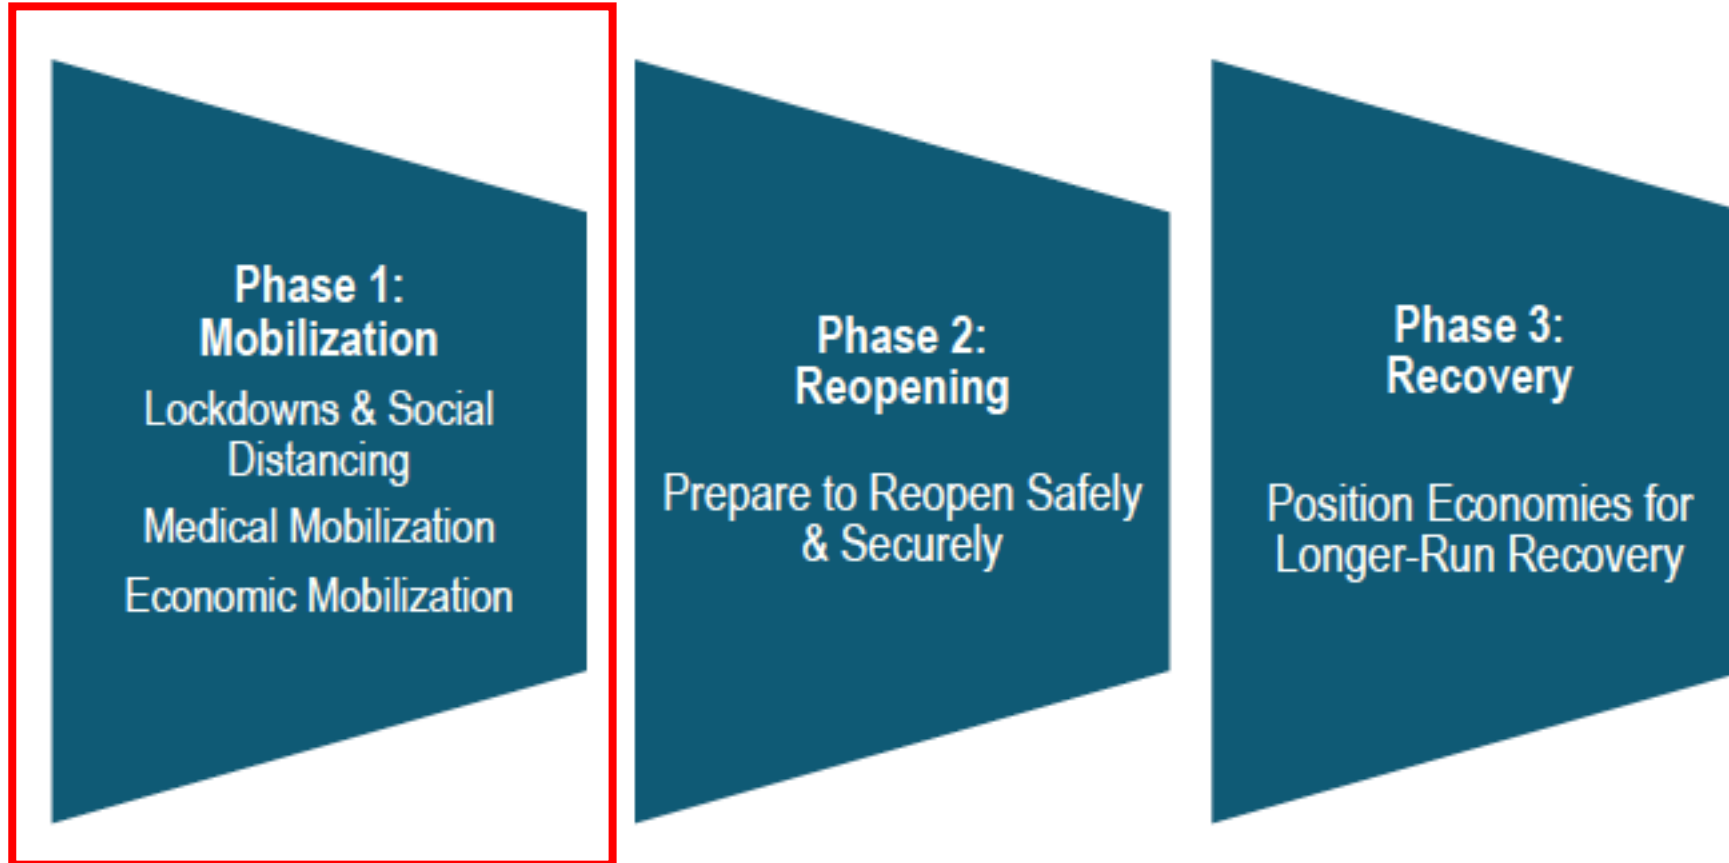 Phase 1:
Mobilization
Lockdowns & Social
Distancing
Medical Mobilization
Economic Mobilization
Phase 2:
Reopening
Prepare to Reopen Safely
& Securely
Phase 3:
Recovery
Position Economies for
Longer-Run Recovery